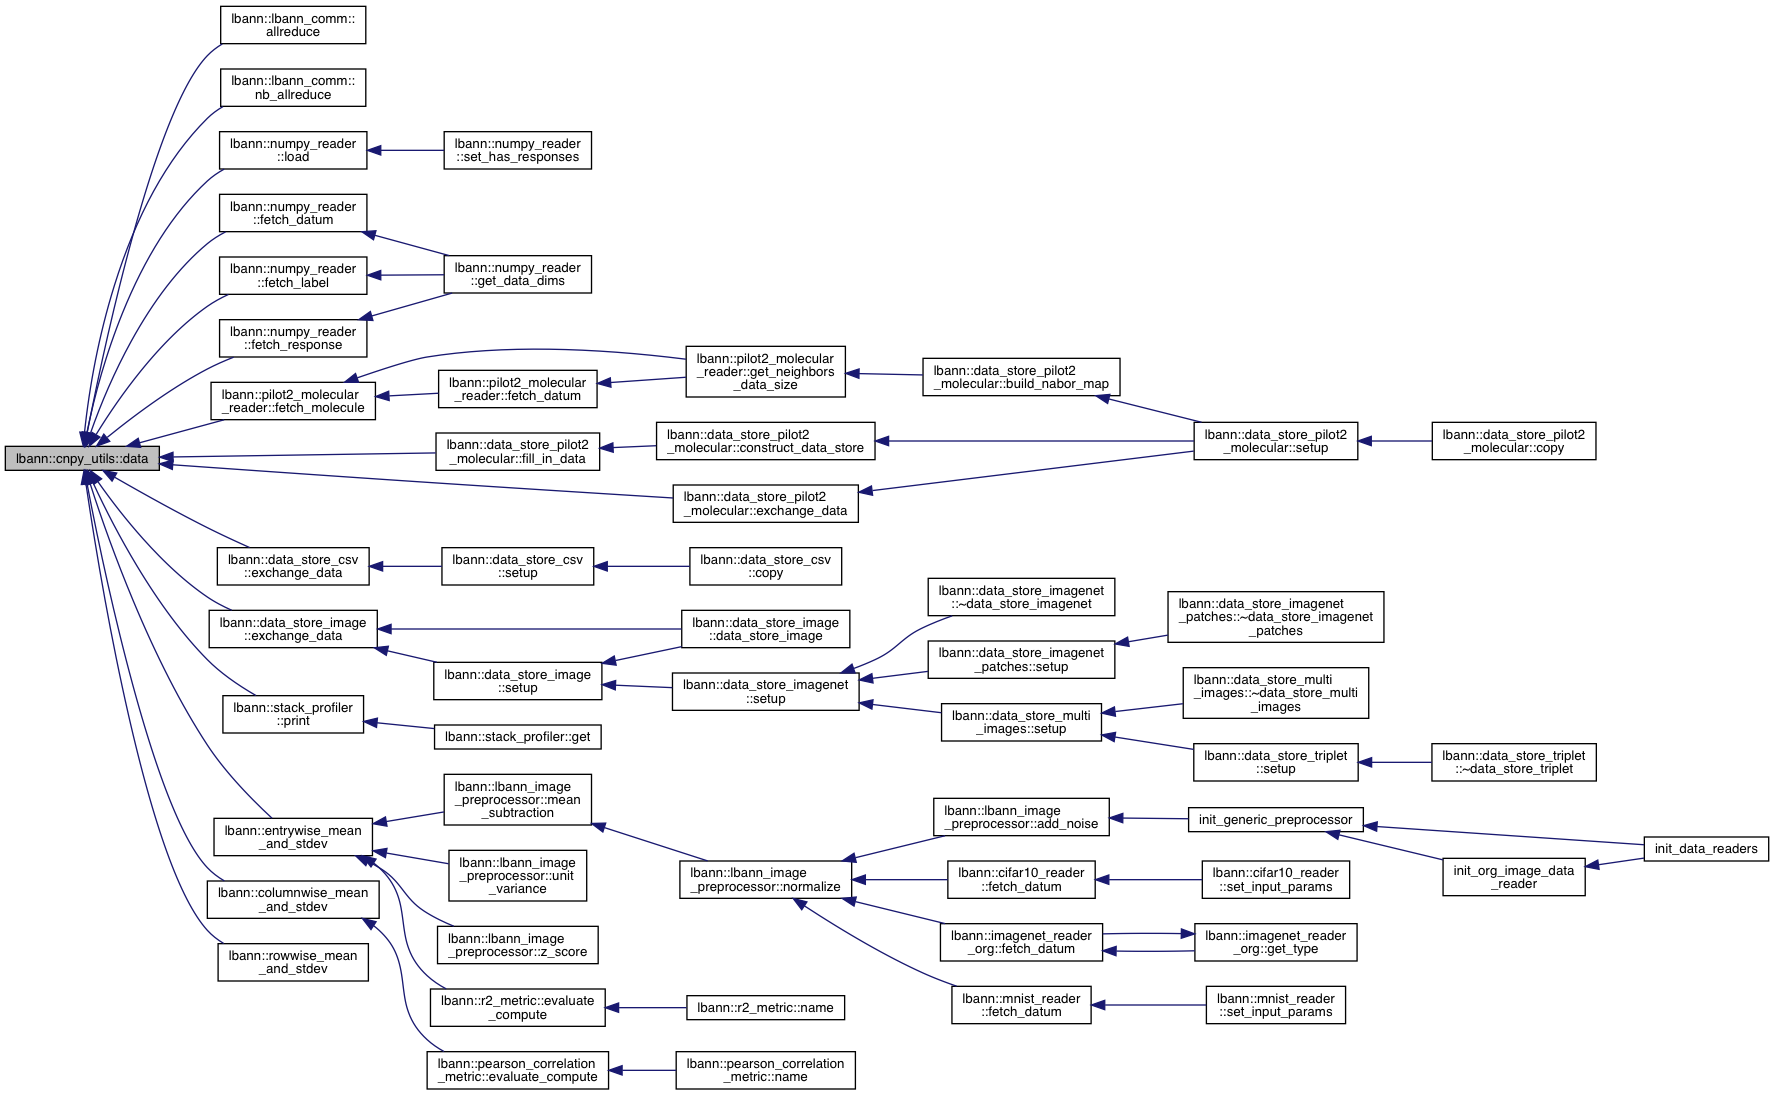 lbann::lbann_comm::
allreduce
lbann::lbann_comm::
nb_allreduce
lbann::numpy_reader
::load
lbann::numpy_reader
::set_has_responses
lbann::numpy_reader
::fetch_datum
lbann::numpy_reader
::fetch_label
lbann::numpy_reader
::get_data_dims
lbann::numpy_reader
::fetch_response
lbann::pilot2_molecular
_reader::fetch_molecule
lbann::pilot2_molecular
_reader::fetch_datum
lbann::pilot2_molecular
_reader::get_neighbors
_data_size
lbann::data_store_pilot2
_molecular::build_nabor_map
lbann::cnpy_utils::data
lbann::data_store_pilot2
_molecular::fill_in_data
lbann::data_store_pilot2
_molecular::construct_data_store
lbann::data_store_pilot2
_molecular::setup
lbann::data_store_pilot2
_molecular::copy
lbann::data_store_pilot2
_molecular::exchange_data
lbann::data_store_csv
::exchange_data
lbann::data_store_csv
::setup
lbann::data_store_csv
::copy
lbann::data_store_image
::exchange_data
lbann::data_store_image
::data_store_image
lbann::data_store_image
::setup
lbann::data_store_imagenet
::setup
lbann::data_store_imagenet
::~data_store_imagenet
lbann::data_store_imagenet
_patches::setup
lbann::data_store_imagenet
_patches::~data_store_imagenet
_patches
lbann::data_store_multi
_images::setup
lbann::data_store_multi
_images::~data_store_multi
_images
lbann::data_store_triplet
::setup
lbann::data_store_triplet
::~data_store_triplet
lbann::stack_profiler
::print
lbann::stack_profiler::get
lbann::entrywise_mean
_and_stdev
lbann::lbann_image
_preprocessor::mean
_subtraction
lbann::lbann_image
_preprocessor::unit
_variance
lbann::lbann_image
_preprocessor::z_score
lbann::lbann_image
_preprocessor::normalize
lbann::lbann_image
_preprocessor::add_noise
init_generic_preprocessor
init_data_readers
init_org_image_data
_reader
lbann::cifar10_reader
::fetch_datum
lbann::cifar10_reader
::set_input_params
lbann::imagenet_reader
_org::fetch_datum
lbann::imagenet_reader
_org::get_type
lbann::mnist_reader
::fetch_datum
lbann::mnist_reader
::set_input_params
lbann::columnwise_mean
_and_stdev
lbann::rowwise_mean
_and_stdev
lbann::r2_metric::evaluate
_compute
lbann::r2_metric::name
lbann::pearson_correlation
_metric::evaluate_compute
lbann::pearson_correlation
_metric::name